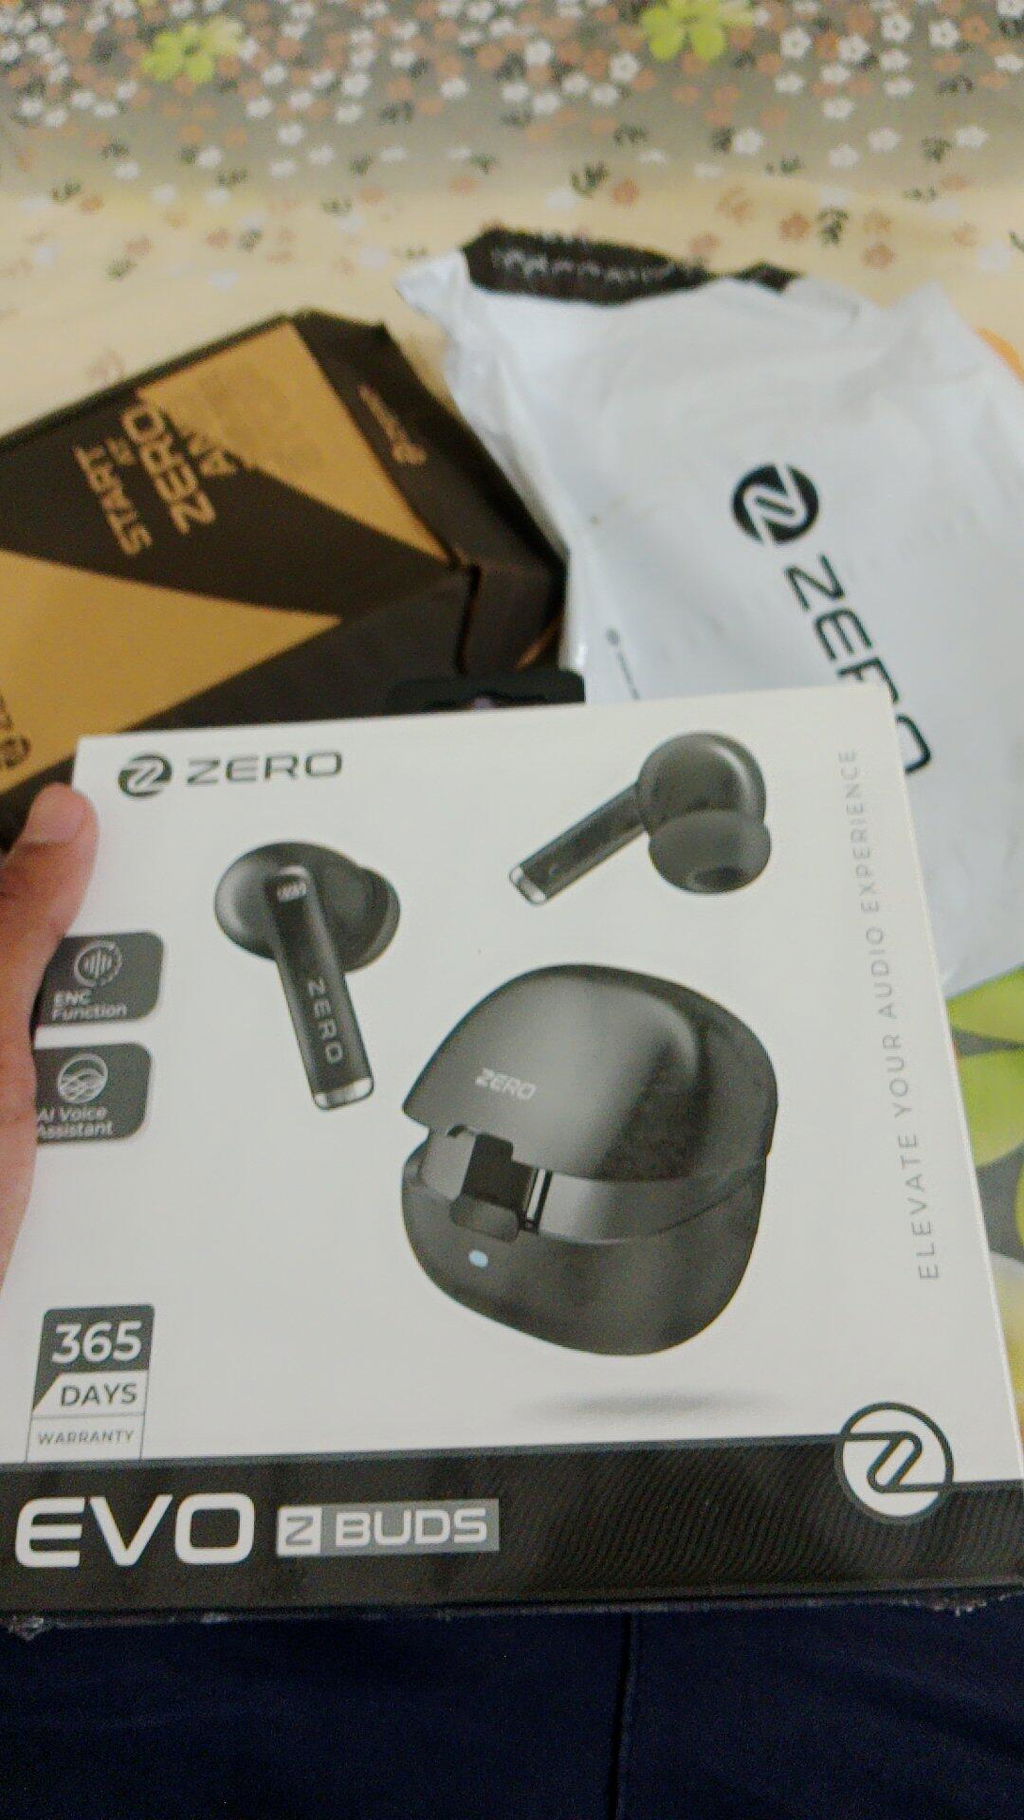 START
AT
ZERO
ZERO
ZERO
ELEVATE YOUR AUDIO EXPERIENCE
ZERO
ZERO
ENC
Function
AI Voice
Assistant
365
DAYS
WARRANTY
EVO Z BUDS